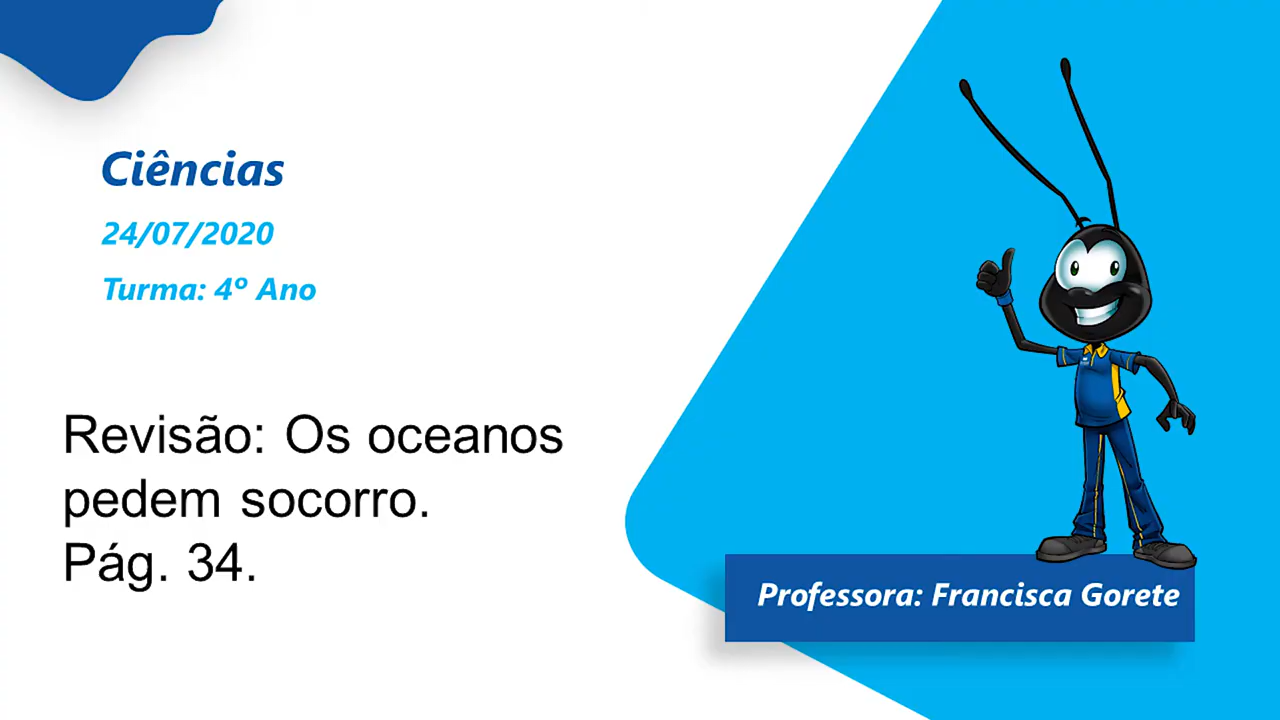 Ciências
24/07/2020
Turma: 4º Ano
Revisão: Os oceanos
pedem socorro.
Pág. 34.
Professora: Francisca Gorete